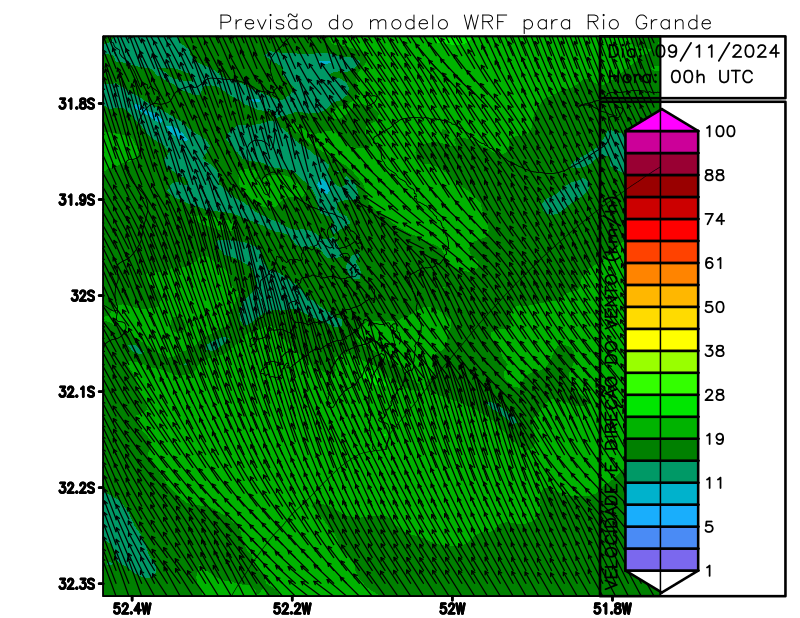 Previsão do modelo WRF para Rio Grande
Dia: 09/11/2024
Hora: 00h UTC
31.8S
31.9S
32S
32.1S
32.2S
32.3S
52.4W
52.2W
52W
51.8W
VELOCIDADE E DIREÇÃO DO VENTO (km/h)
100
88
74
61
50
38
28
19
11
5
1